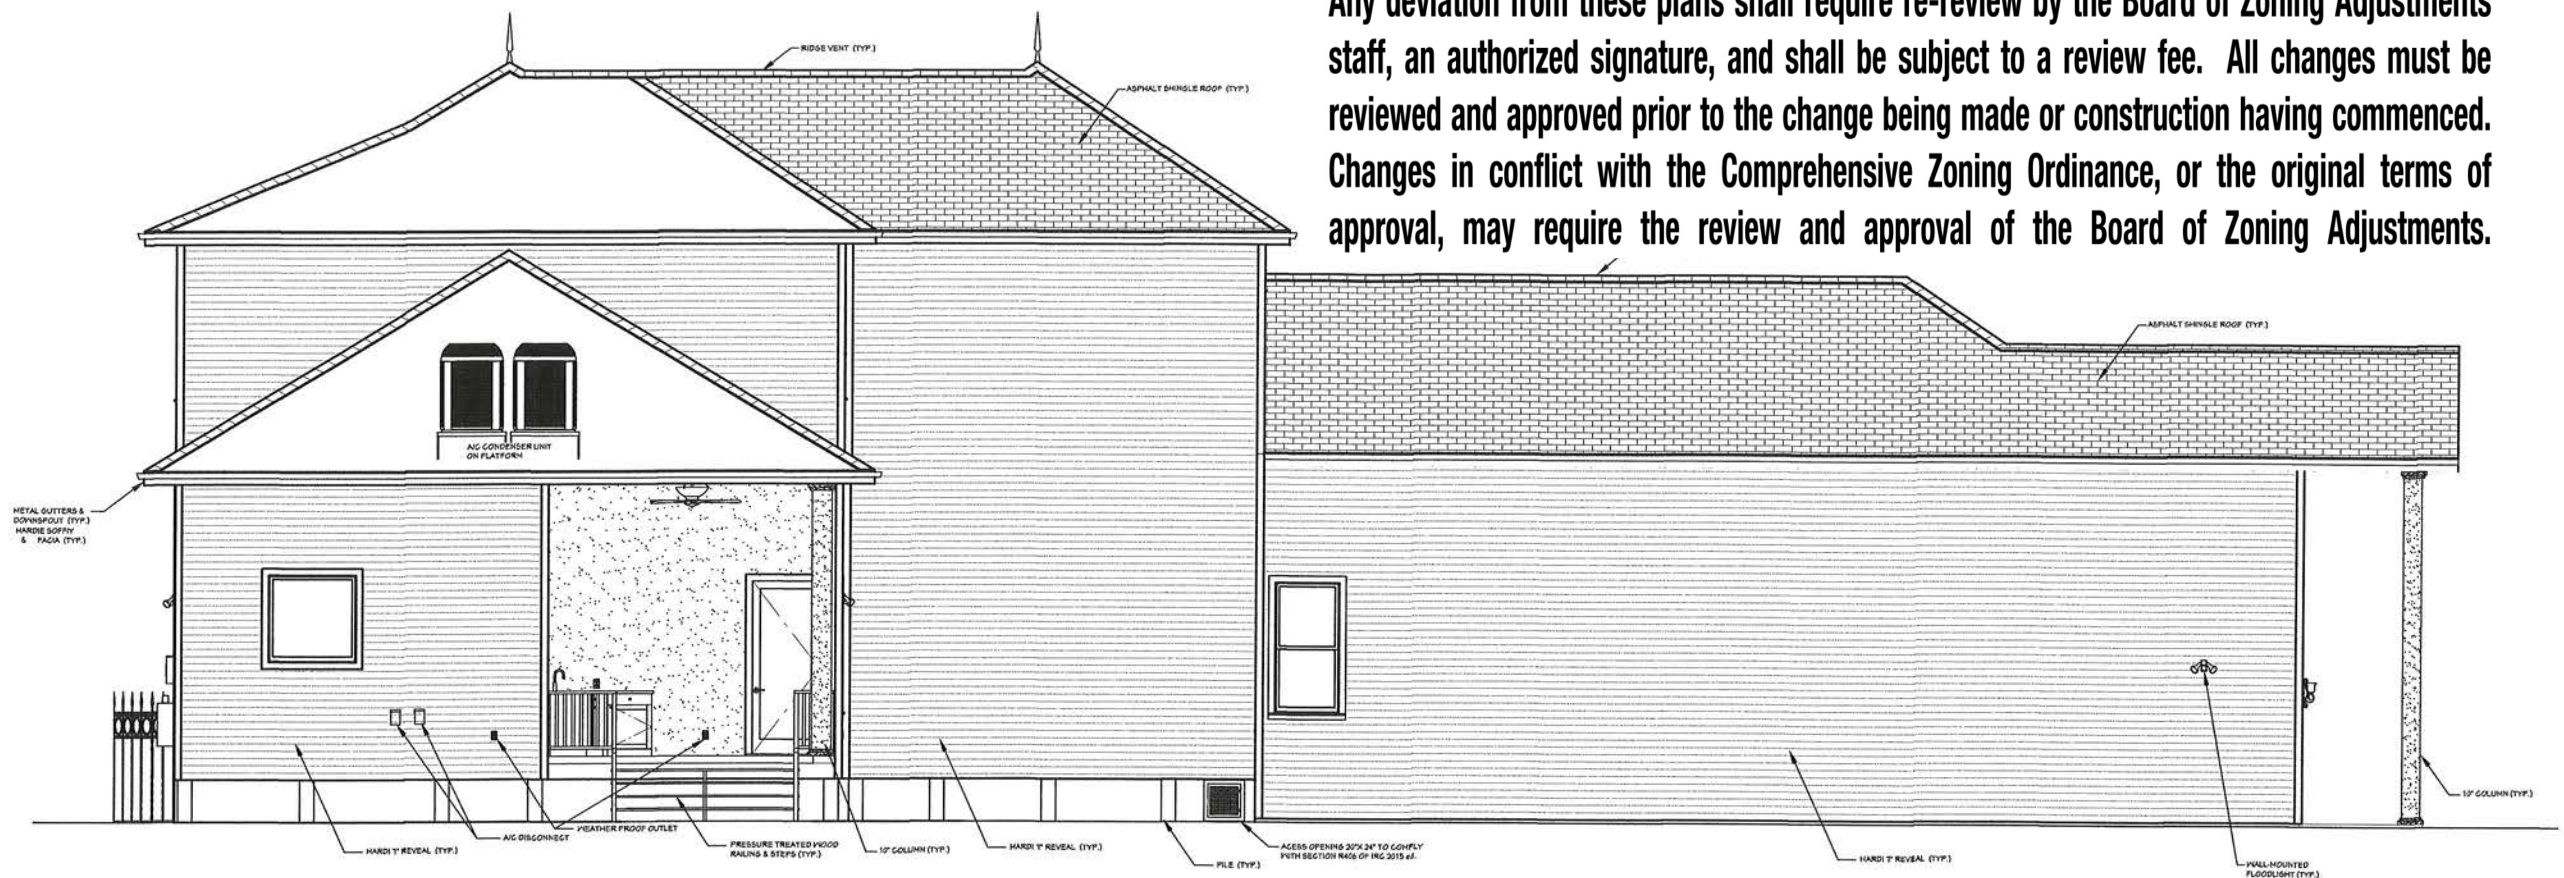 Any deviation from these plans shall require re-review by the Board of Zoning Adjustments
staff, an authorized signature, and shall be subject to a review fee. All changes must be
reviewed and approved prior to the change being made or construction having commenced.
Changes in conflict with the Comprehensive Zoning Ordinance, or the original terms of
approval, may require the review and approval of the Board of Zoning Adjustments.
RIDGE VENT (TYP.)
ASPHALT SHINGLE ROOF (TYP.)
ASPHALT SHINGLE ROOF (TYP.)
A/C CONDENSER UNIT
ON PLATFORM
METAL GUTTERS &
DOWNSPOUT (TYP.)
HARDIE SOFFIT
& FACIA (TYP.)
HARDI 7" REVEAL (TYP.)
A/C DISCONNECT
WEATHER PROOF OUTLET
PRESSURE TREATED WOOD
RAILING & STEPS (TYP.)
10" COLUMN (TYP.)
HARDI 7" REVEAL (TYP.)
PILE (TYP.)
ACESS OPENING 20"X 24" TO COMPLY
WITH SECTION R408 OF IRC 2015 ed.
HARDI 7" REVEAL (TYP.)
WALL-MOUNTED
FLOODLIGHT (TYP.)
10" COLUMN (TYP.)